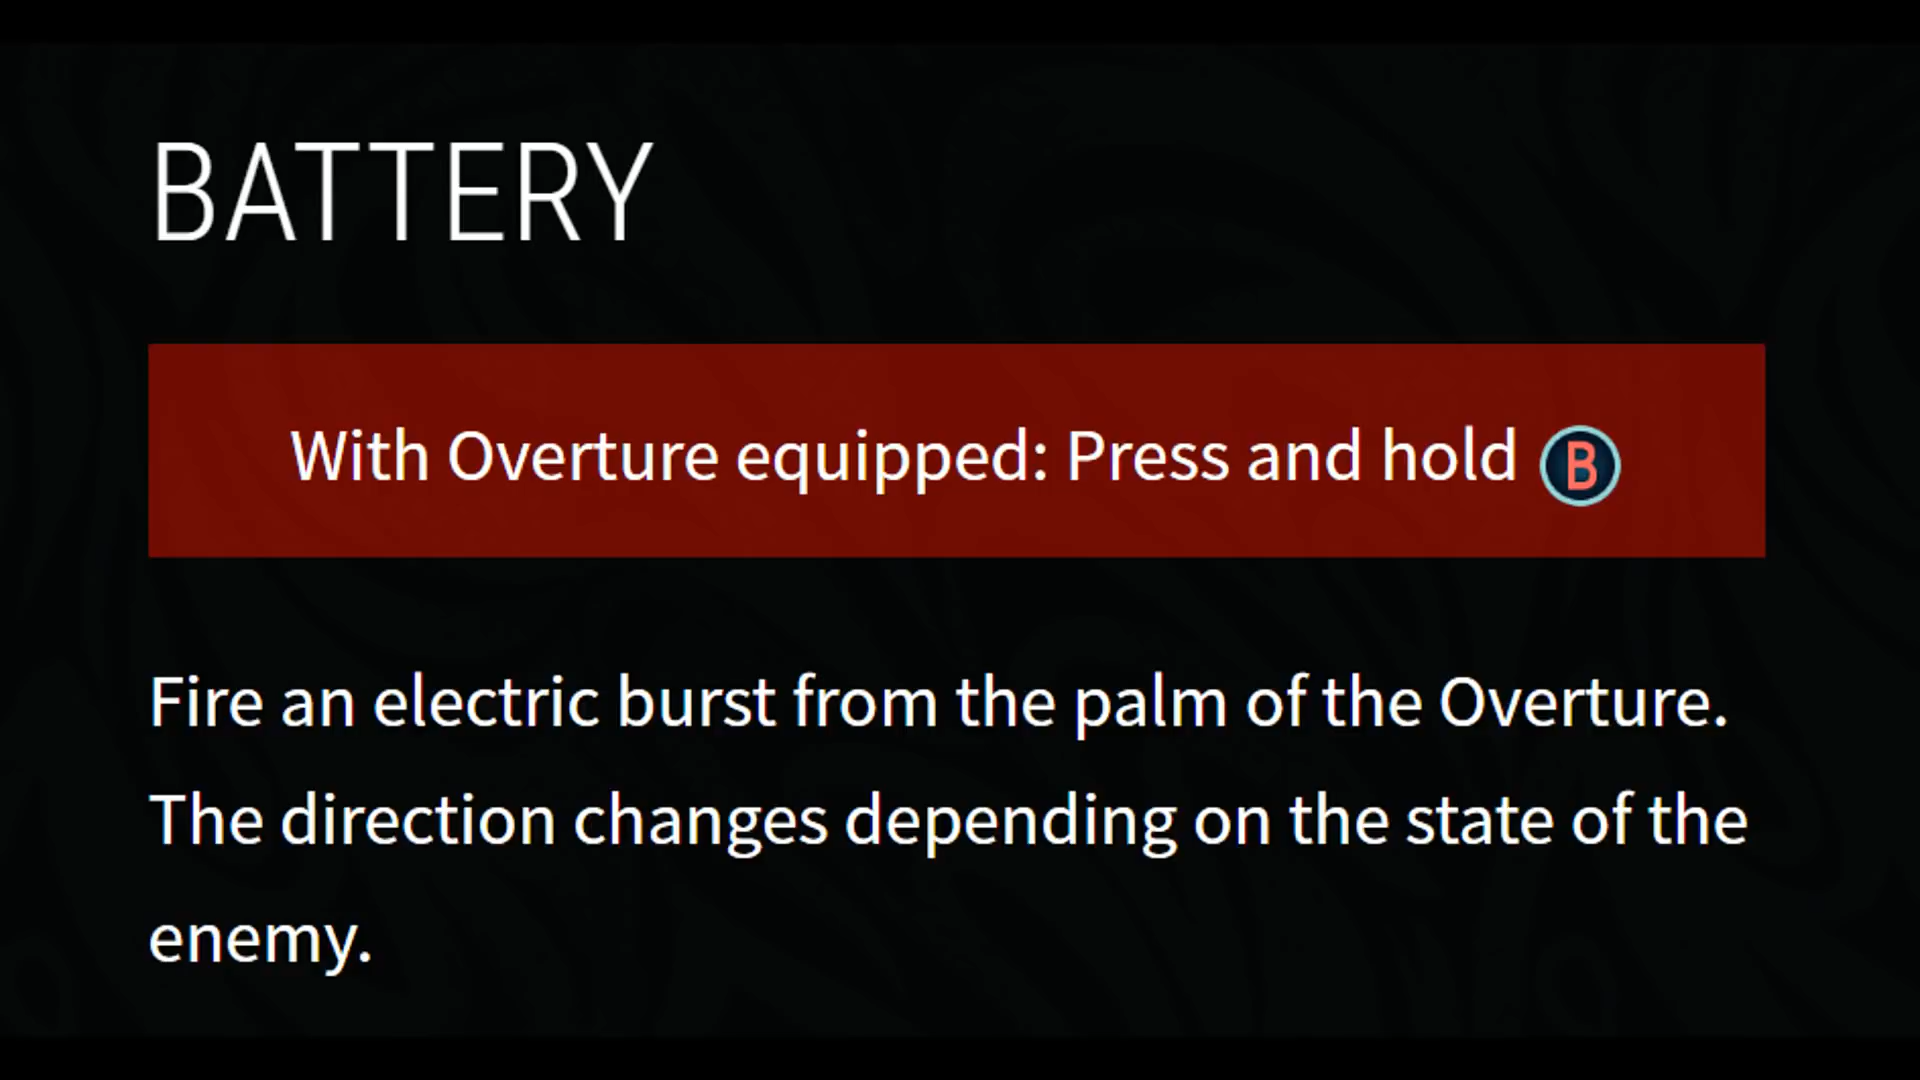 BATTERY
With Overture equipped: Press and hold B
Fire an electric burst from the palm of the Overture.
The direction changes depending on the state of the
enemy.